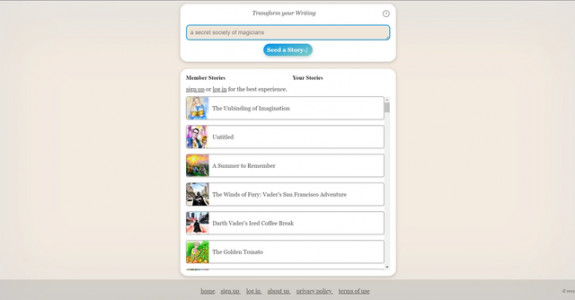 Transform your Writing
a secret society of magicians
Seed a Story
Member Stories
Your Stories
sign up or log in for the best experience.
The Unbinding of Imagination
Untitled
A Summer to Remember
The Winds of Fury: Vader's San Francisco Adventure
Darth Vader's Iced Coffee Break
The Golden Tomato
home sign up log in about us privacy policy terms of use